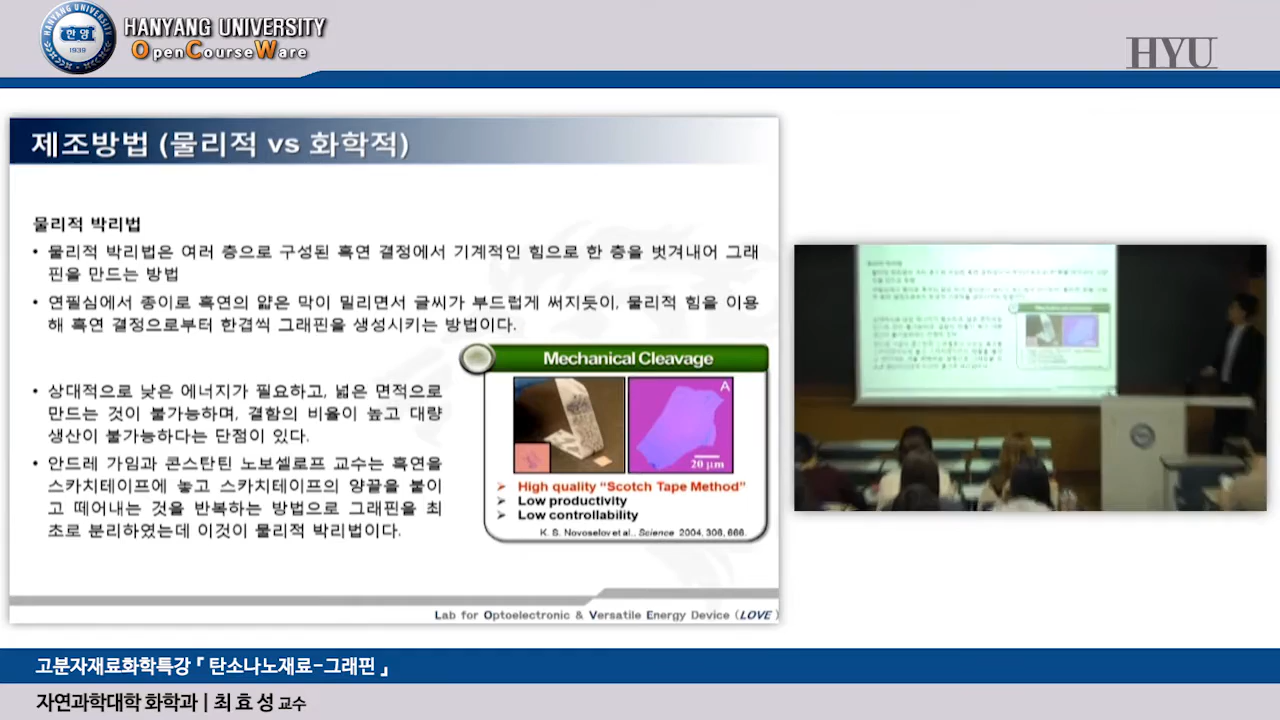 HANYANG UNIVERSITY
OpenCourseWare
HANYANG UNIVERSITY
한양
1939
HYU
제조방법 (물리적 vs 화학적)
물리적 박리법
• 물리적 박리법은 여러 층으로 구성된 흑연 결정에서 기계적인 힘으로 한 층을 벗겨내어 그래
핀을 만드는 방법
• 연필심에서 종이로 흑연의 얇은 막이 밀리면서 글씨가 부드럽게 써지듯이, 물리적 힘을 이용
해 흑연 결정으로부터 한겹씩 그래핀을 생성시키는 방법이다.
• 상대적으로 낮은 에너지가 필요하고, 넓은 면적으로
만드는 것이 불가능하며, 결함의 비율이 높고 대량
생산이 불가능하다는 단점이 있다.
• 안드레 가임과 콘스탄틴 노보셀로프 교수는 흑연을
스카치테이프에 놓고 스카치테이프의 양끝을 붙이
고 떼어내는 것을 반복하는 방법으로 그래핀을 최
초로 분리하였는데 이것이 물리적 박리법이다.
Mechanical Cleavage
A
20 μm
➢ High quality “Scotch Tape Method”
➢ Low productivity
➢ Low controllability
K. S. Novoselov et al., Science 2004, 306, 666.
Lab for Optoelectronic & Versatile Energy Device (LOVE)
고분자재료화학특강『 탄소나노재료-그래핀 』
자연과학대학 화학과 | 최효성 교수